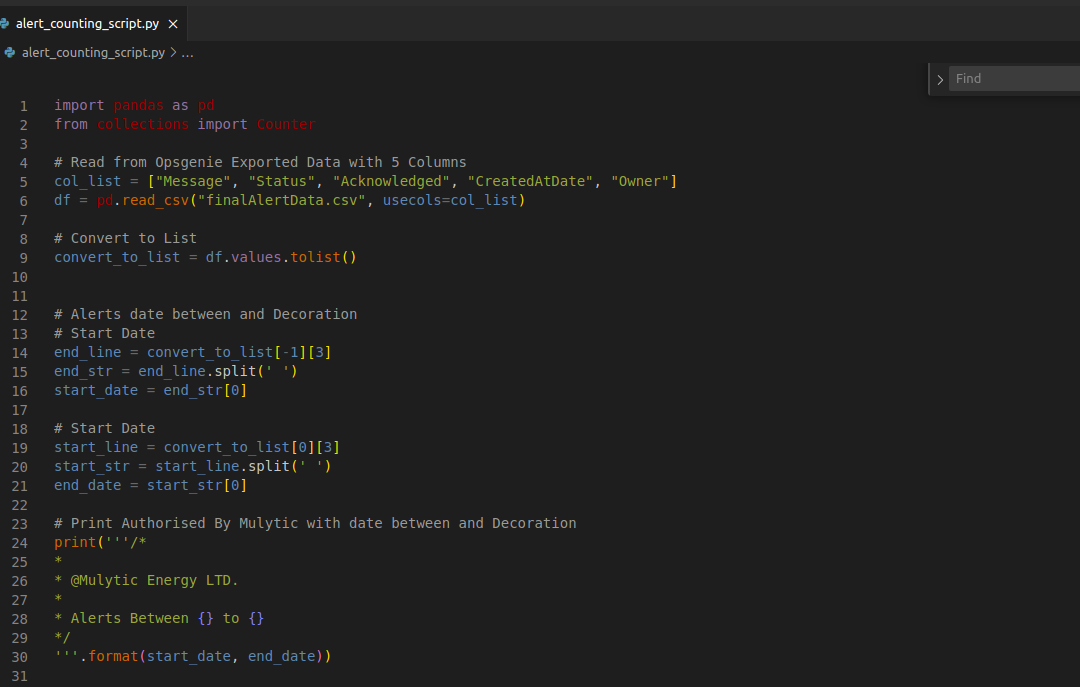 alert_counting_script.py ×
alert_counting_script.py > ...
Find
1 import pandas as pd
2 from collections import Counter
3
4 # Read from Opsgenie Exported Data with 5 Columns
5 col_list = ["Message", "Status", "Acknowledged", "CreatedAtDate", "Owner"]
6 df = pd.read_csv("finalAlertData.csv", usecols=col_list)
7
8 # Convert to List
9 convert_to_list = df.values.tolist()
10
11
12 # Alerts date between and Decoration
13 # Start Date
14 end_line = convert_to_list[-1][3]
15 end_str = end_line.split(' ')
16 start_date = end_str[0]
17
18 # Start Date
19 start_line = convert_to_list[0][3]
20 start_str = start_line.split(' ')
21 end_date = start_str[0]
22
23 # Print Authorised By Mulytic with date between and Decoration
24 print('''/*
25 *
26 * @Mulytic Energy LTD.
27 *
28 * Alerts Between {} to {}
29 */
30 '''.format(start_date, end_date))
31